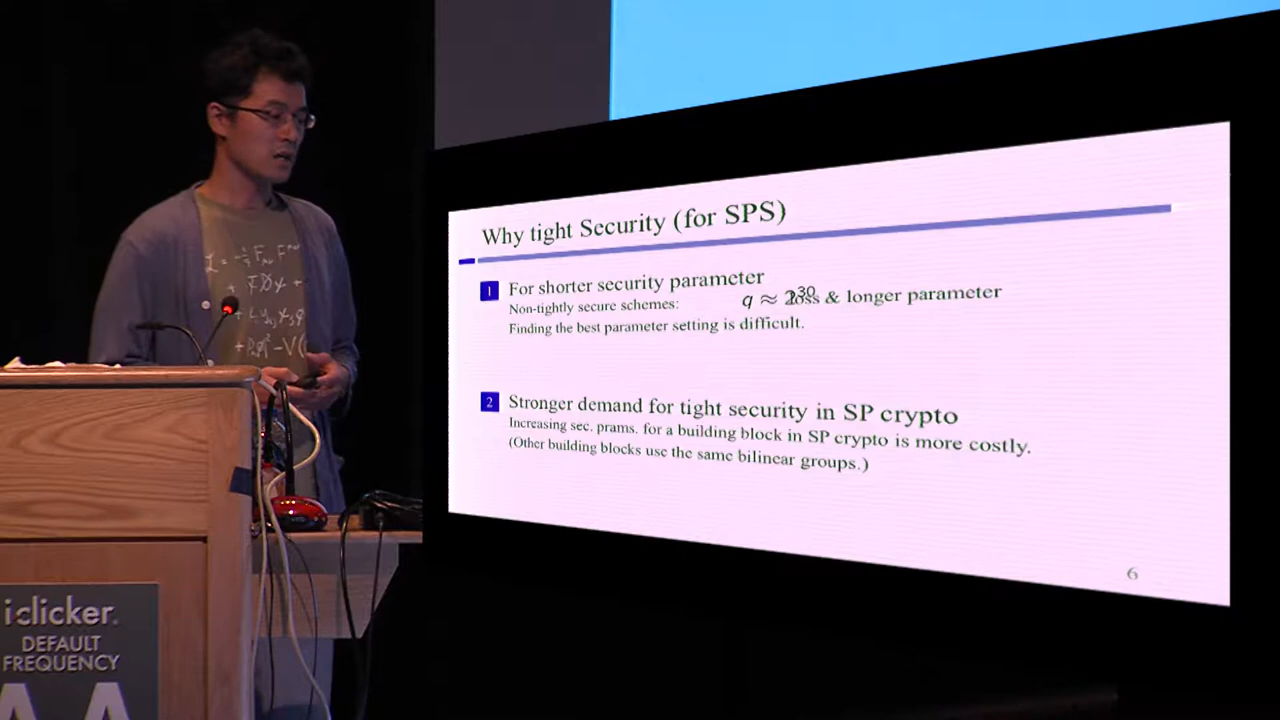 Why tight Security (for SPS)
1 For shorter security parameter
Non-tightly secure schemes: q ≈ 2^30 loss & longer parameter
Finding the best parameter setting is difficult.
2 Stronger demand for tight security in SP crypto
Increasing sec. prams. for a building block in SP crypto is more costly.
(Other building blocks use the same bilinear groups.)
6
iclicker.
DEFAULT
FREQUENCY
AA